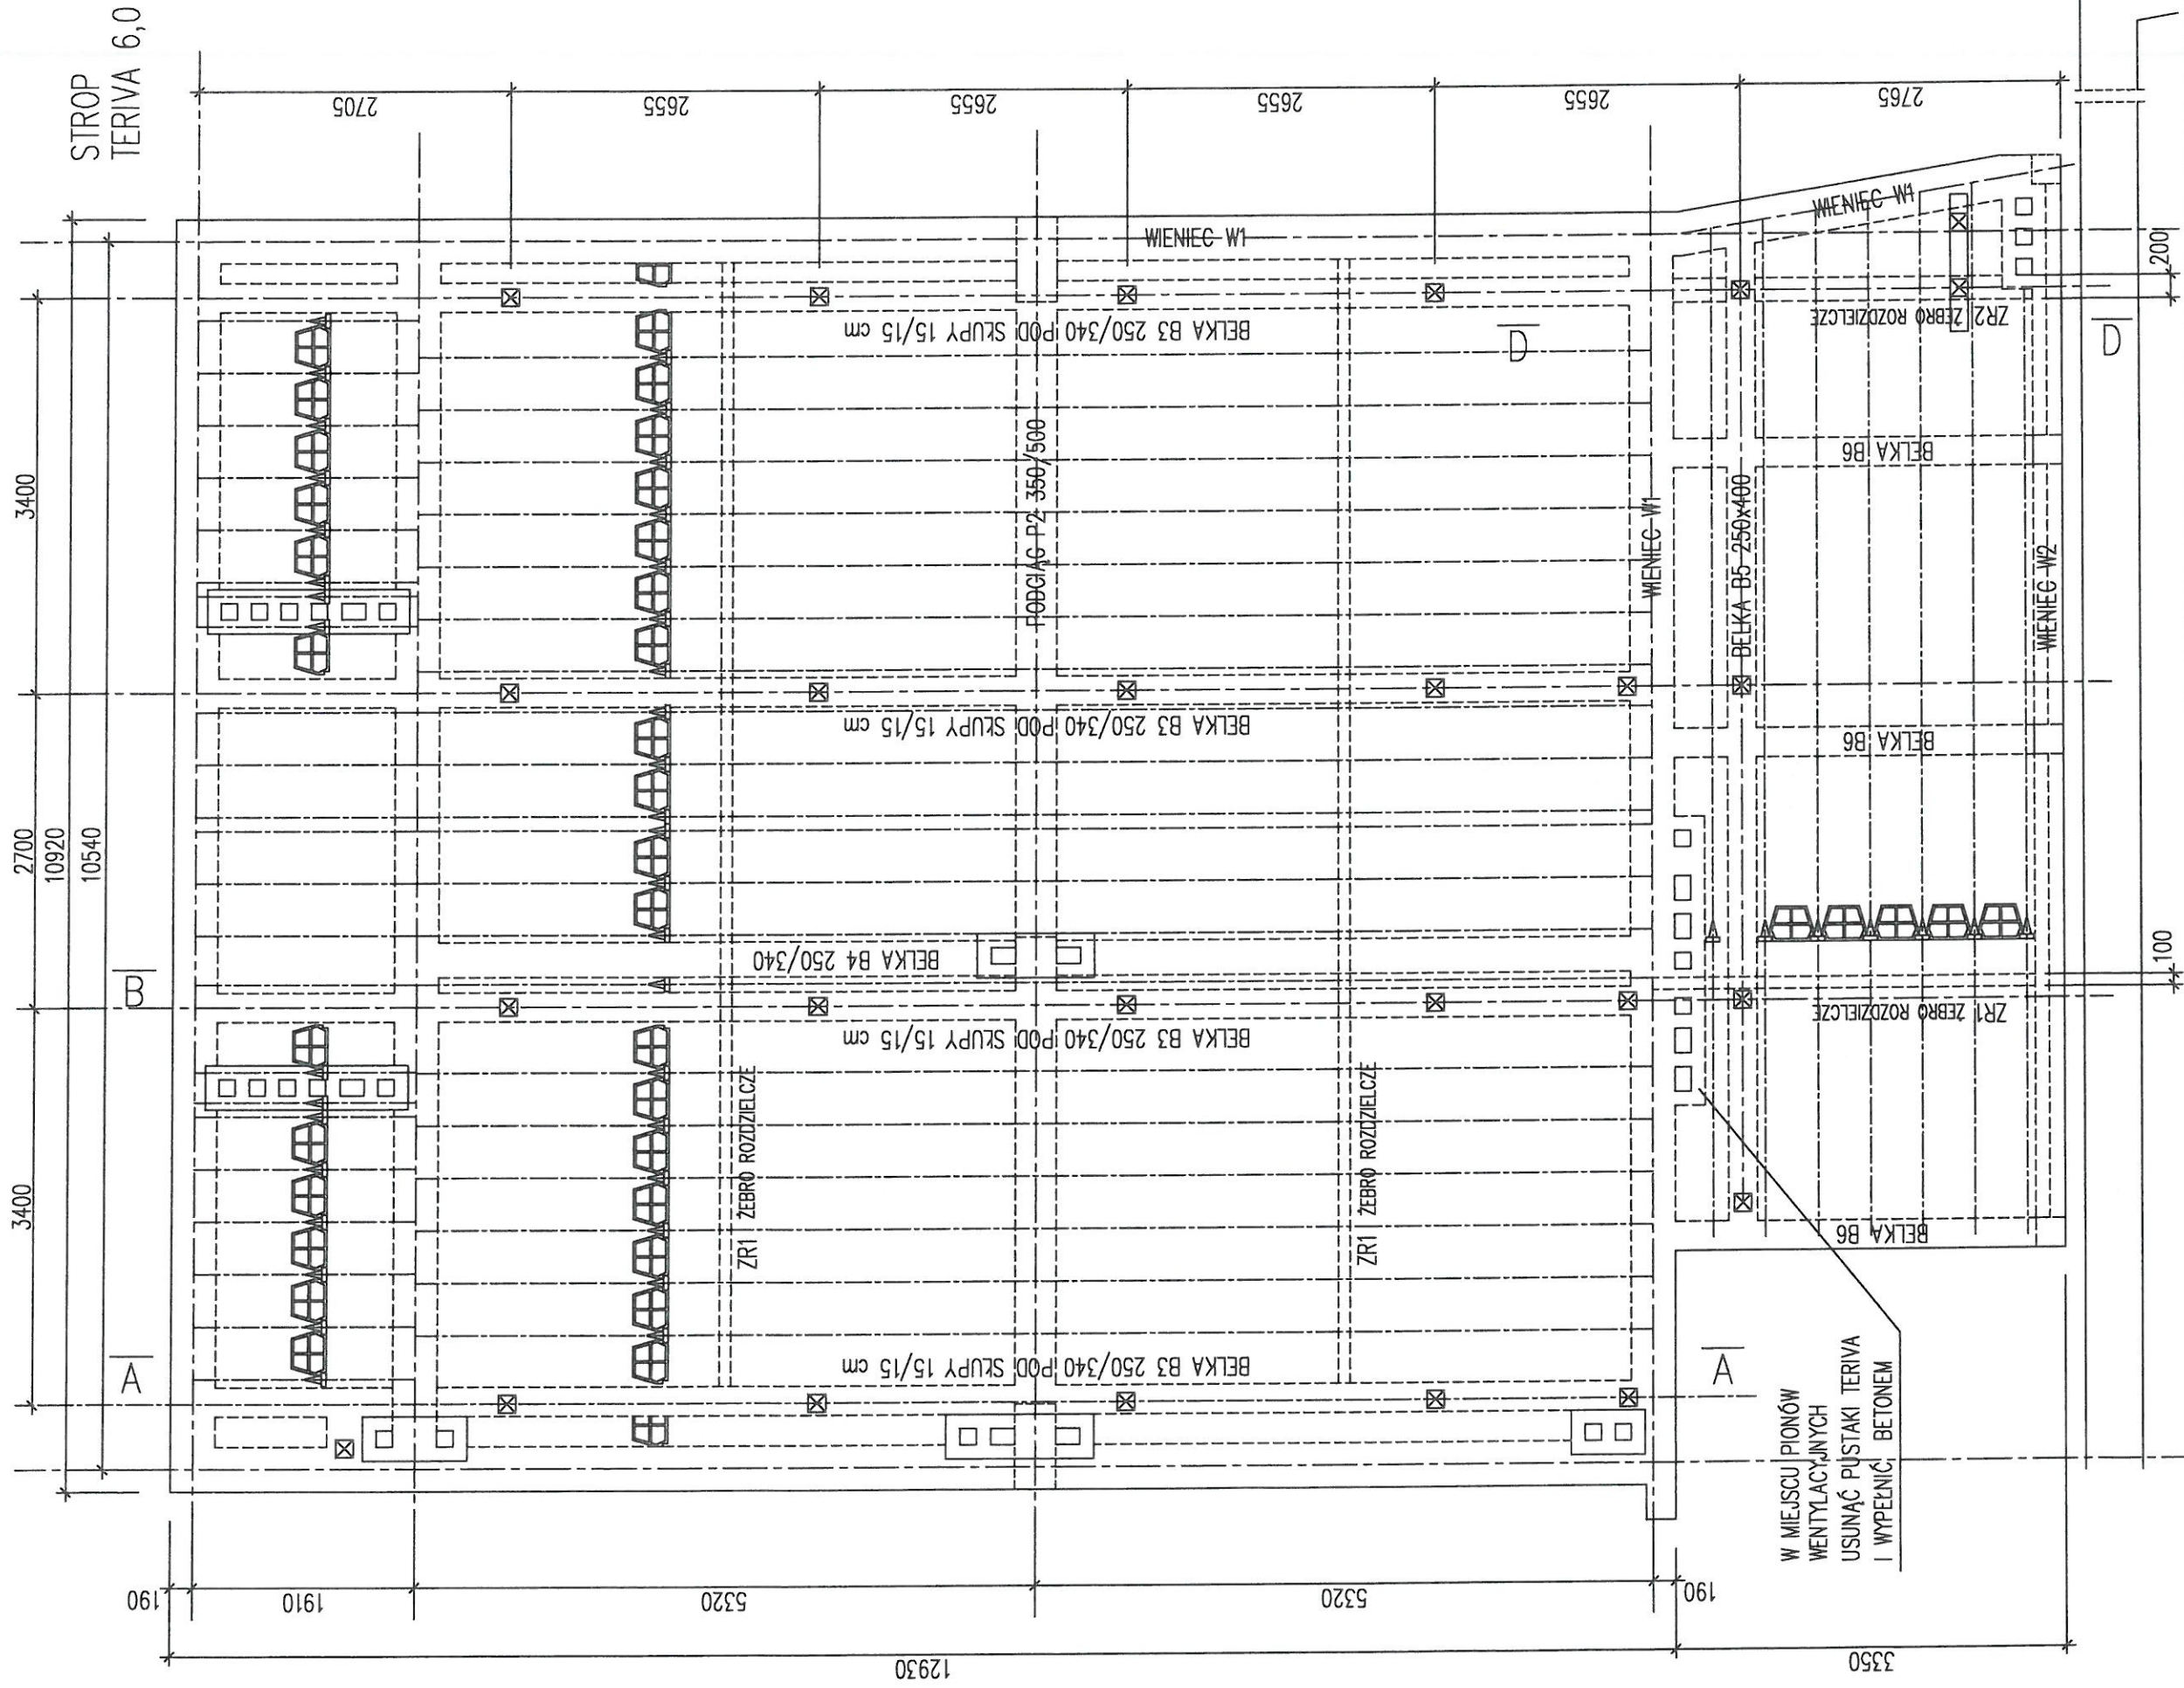 STROP
TERIVA 6,0
3400
2700
3400
10920
10540
2705
2655
2655
2655
2655
2765
WIENIEC W1
WIENIEC W1
BELKA B3 250/340 POD SŁUPY 15/15 cm
D
ZR2 ŻEBRO ROZDZIELCZE
200
D
PODCIĄG P2 350/500
BELKA B6
WIENIEC W1
BELKA B5 250x400
WIENIEC W2
BELKA B3 250/340 POD SŁUPY 15/15 cm
BELKA B6
BELKA B4 250/340
B
100
BELKA B3 250/340 POD SŁUPY 15/15 cm
ZR1 ŻEBRO ROZDZIELCZE
ZR1 ŻEBRO ROZDZIELCZE
ZR1 ŻEBRO ROZDZIELCZE
BELKA B6
BELKA B3 250/340 POD SŁUPY 15/15 cm
A
A
W MIEJSCU PIONÓW
WENTYLACYJNYCH
USUNĄĆ PUSTAKI TERIVA
I WYPEŁNIĆ BETONEM
190
1910
5320
5320
190
12930
3350